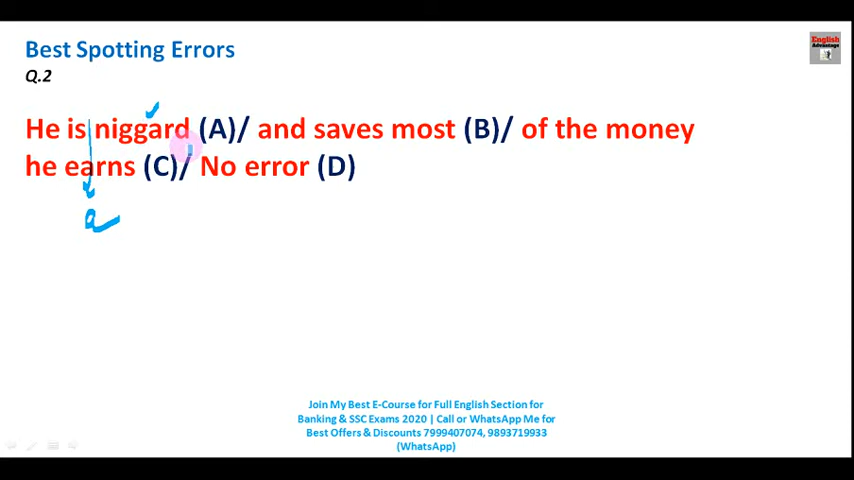 Best Spotting Errors
English
Advantage
Q.2
He is niggard (A)/ and saves most (B)/ of the money
he earns (C)/ No error (D)
a
Join My Best E-Course for Full English Section for
Banking & SSC Exams 2020 | Call or WhatsApp Me for
Best Offers & Discounts 7999407074, 9893719933
(WhatsApp)